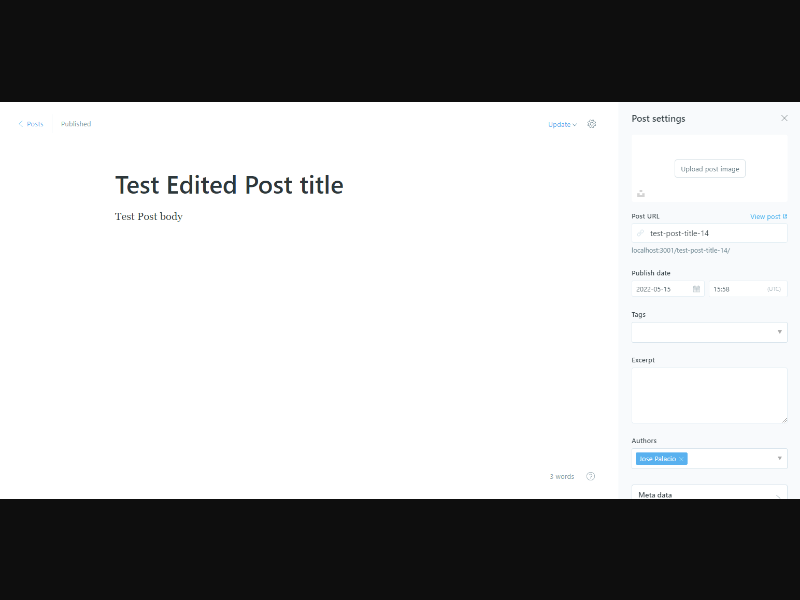 Posts
Published
Update
Test Edited Post title
Test Post body
3 words
Post settings
Upload post image
Post URL
View post
test-post-title-14
localhost:3001/test-post-title-14/
Publish date
2022-05-15
15:58
(UTC)
Tags
Excerpt
Authors
Jose Palacio ×
Meta data